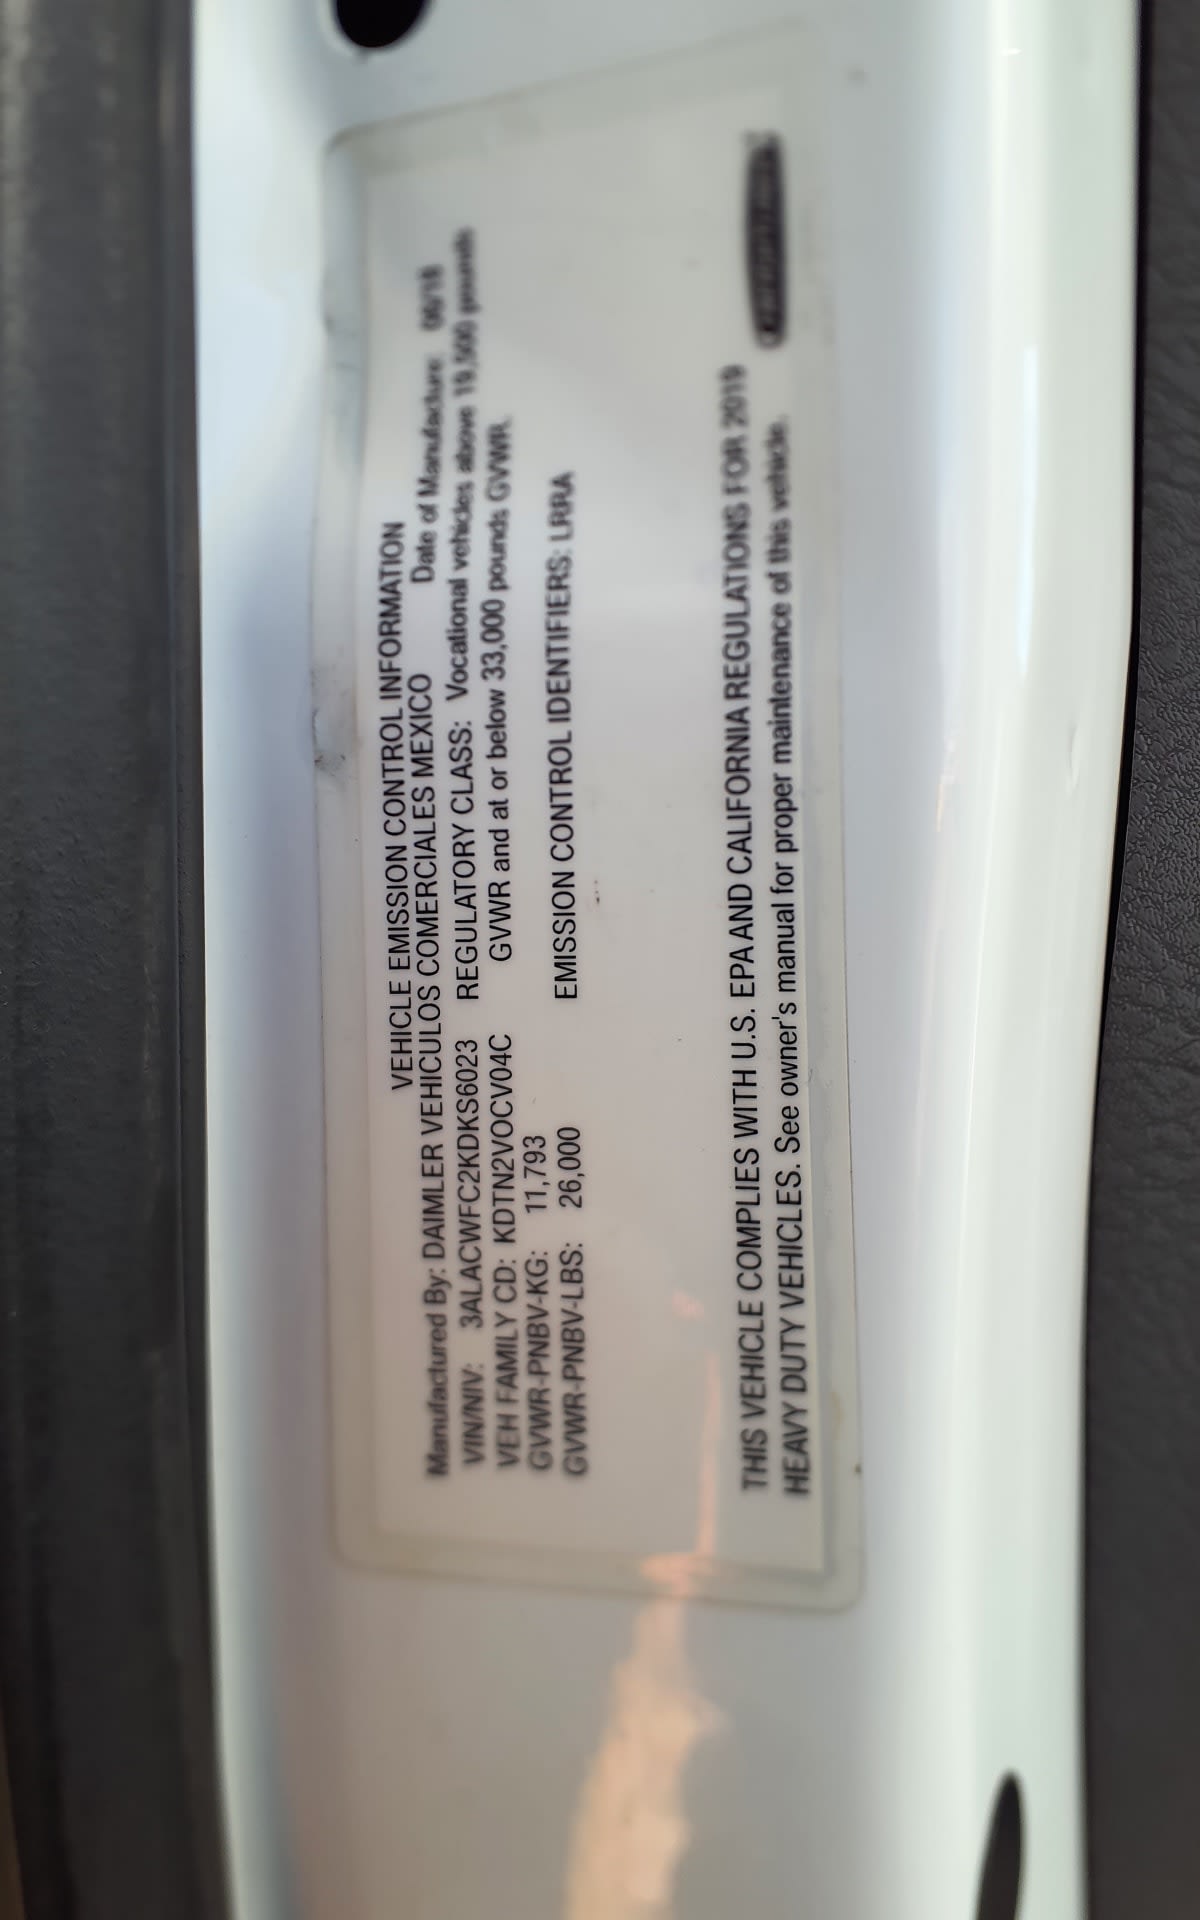 VEHICLE EMISSION CONTROL INFORMATION
Manufactured By: DAIMLER VEHICULOS COMERCIALES MEXICO Date of Manufacture: 06/18
VIN/NIV: 3ALACWFC2KDKS6023 REGULATORY CLASS: Vocational vehicles above 19,500 pounds
VEH FAMILY CD: KDTN2VOCV04C GVWR and at or below 33,000 pounds GVWR.
GVWR-PNBV-KG: 11,793
GVWR-PNBV-LBS: 26,000 EMISSION CONTROL IDENTIFIERS: LRRA
THIS VEHICLE COMPLIES WITH U.S. EPA AND CALIFORNIA REGULATIONS FOR 2019
HEAVY DUTY VEHICLES. See owner's manual for proper maintenance of this vehicle.